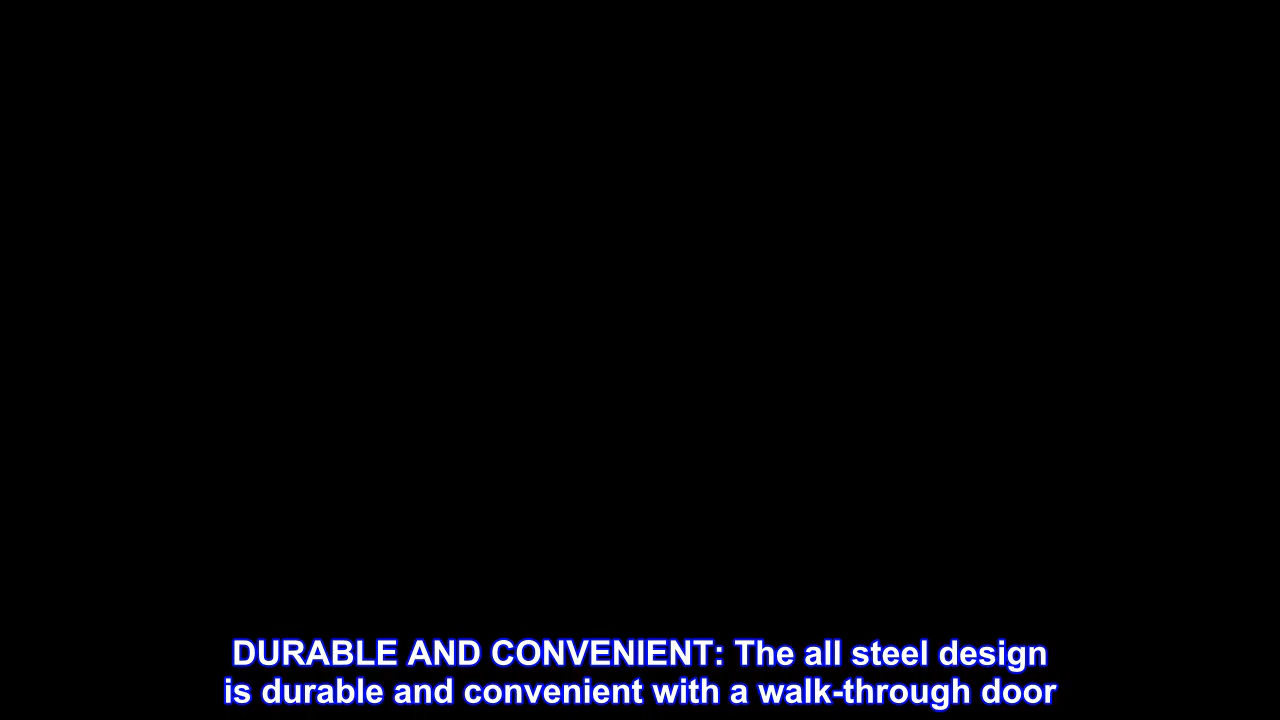 DURABLE AND CONVENIENT: The all steel design
is durable and convenient with a walk-through door